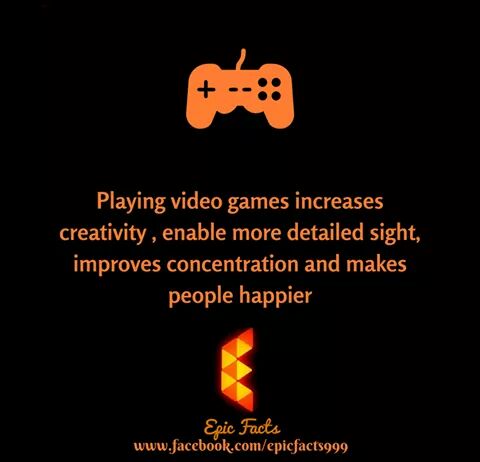 Playing video games increases
creativity , enable more detailed sight,
improves concentration and makes
people happier
Epic Facts
www.facebook.com/epicfacts999